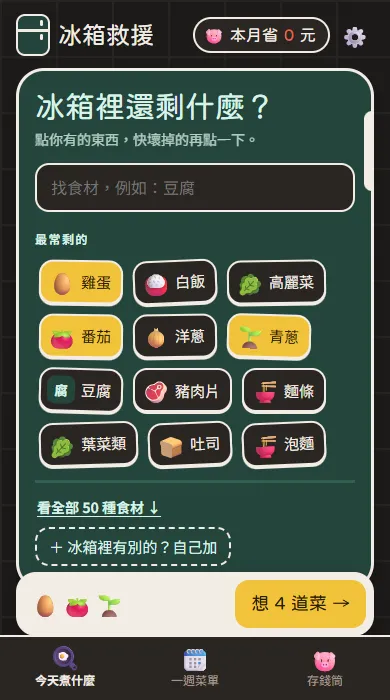 冰箱救援
本月省 0 元
冰箱裡還剩什麼？
點你有的東西，快壞掉的再點一下。
找食材，例如：豆腐
最常剩的
雞蛋 白飯 高麗菜
番茄 洋蔥 青蔥
腐 豆腐 豬肉片 麵條
葉菜類 吐司 泡麵
看全部 50 種食材 ↓
＋ 冰箱裡有別的？自己加
想 4 道菜 →
今天煮什麼 一週菜單 存錢筒